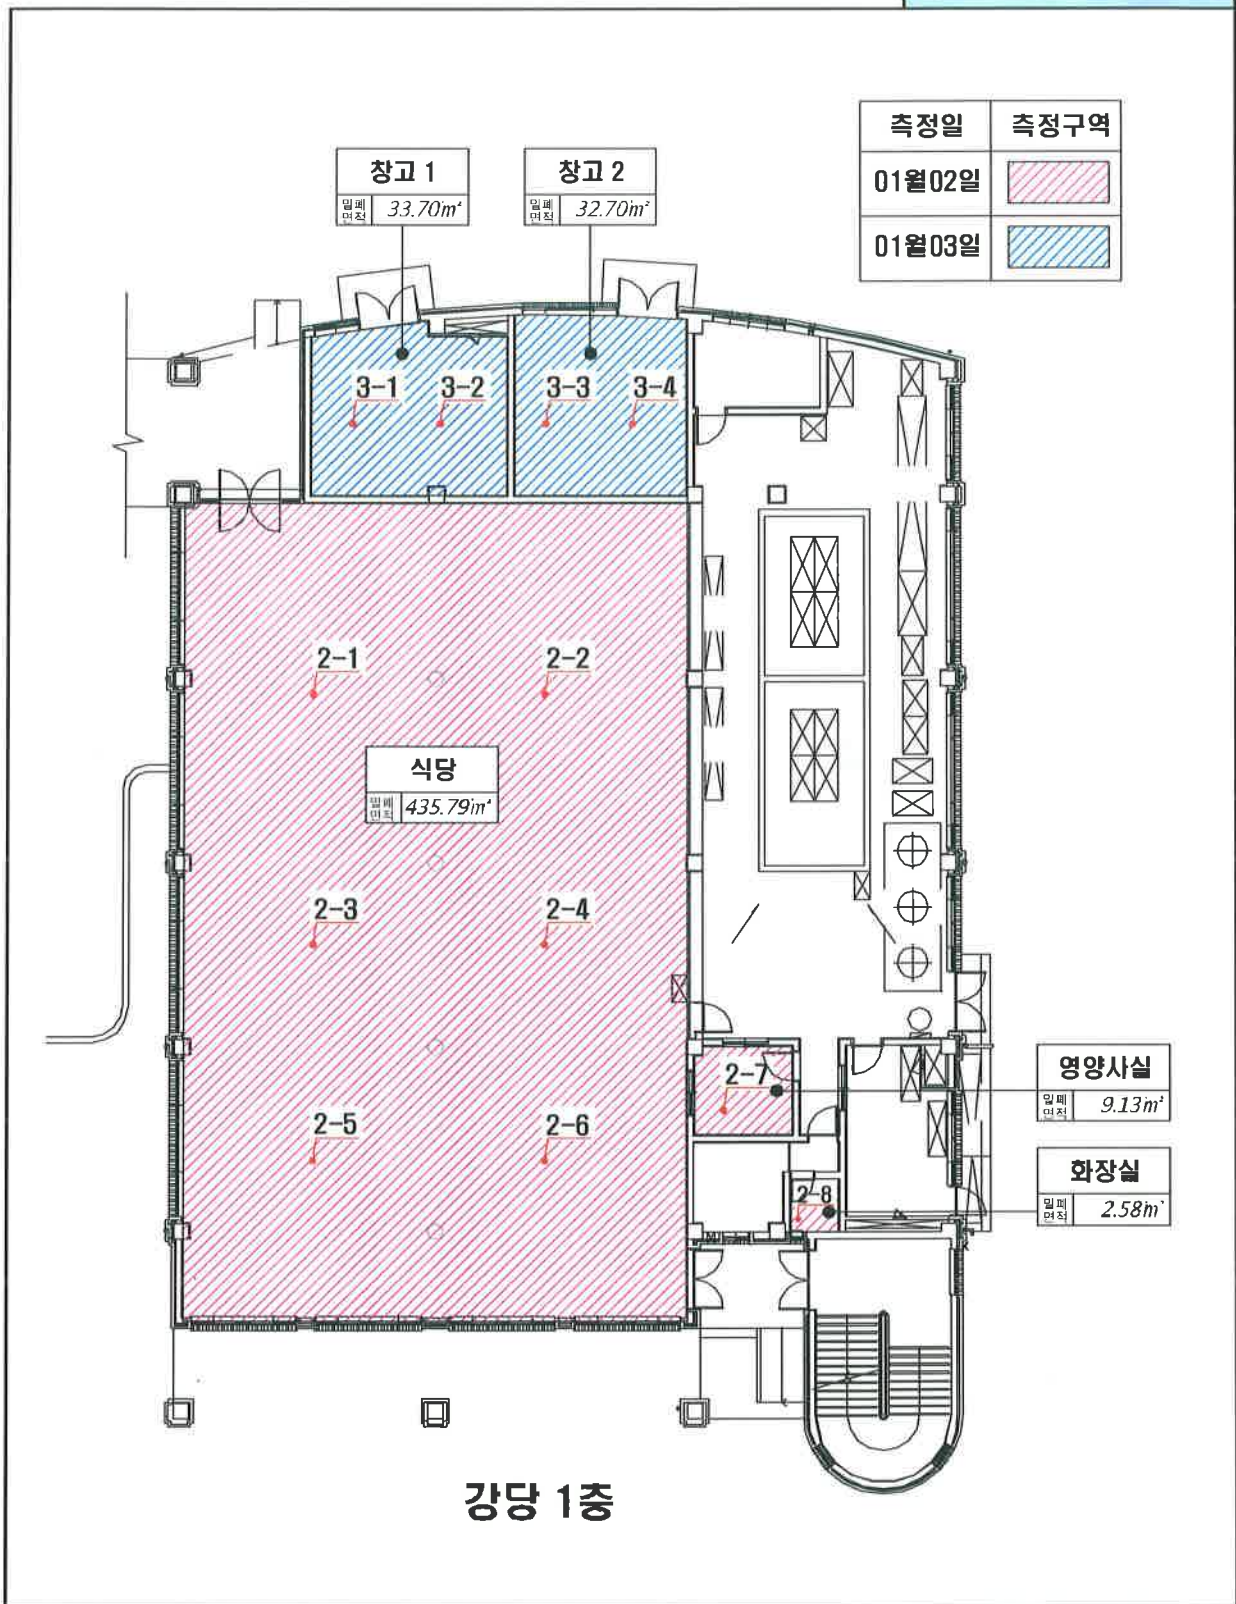 측정일 측정구역
01월02일
01월03일
창고 1
밀폐
면적 33.70m²
창고 2
밀폐
면적 32.70m²
3-1 3-2 3-3 3-4
2-1 2-2
식당
밀폐
면적 435.79m²
2-3 2-4
2-7
영양사실
밀폐
면적 9.13m²
2-5 2-6
화장실
밀폐
면적 2.58m²
2-8
강당 1층